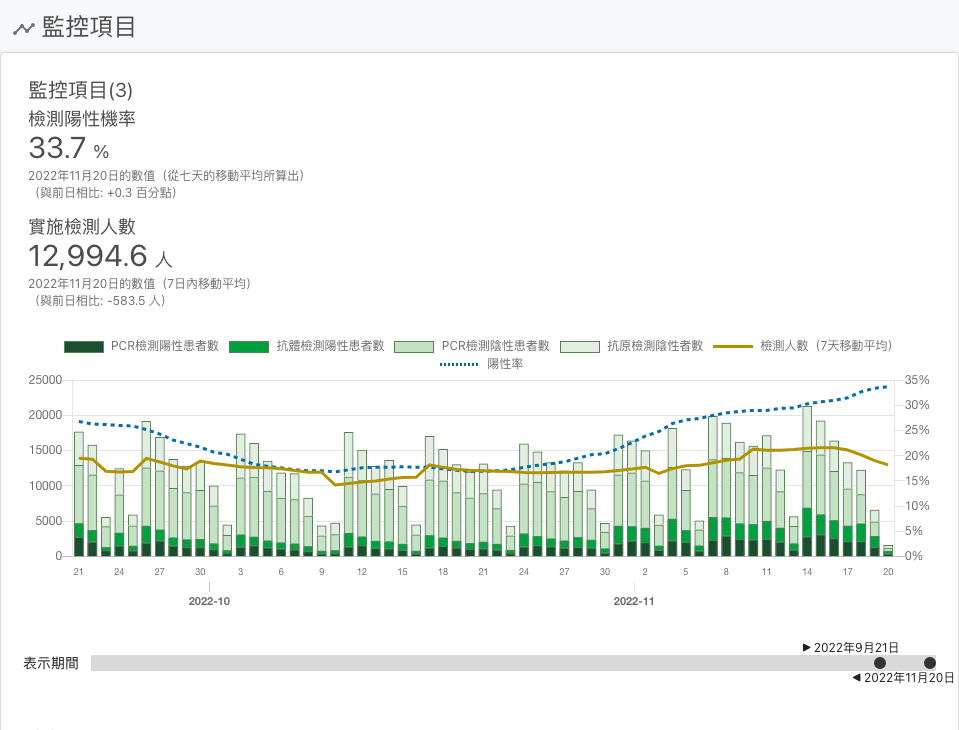 監控項目
監控項目(3)
檢測陽性機率
33.7 %
2022年11月20日的數值（從七天的移動平均所算出）
（與前日相比: +0.3 百分點）
實施檢測人數
12,994.6 人
2022年11月20日的數值（7日內移動平均）
（與前日相比: -583.5 人）
PCR檢測陽性患者數 抗體檢測陽性患者數 PCR檢測陰性患者數 抗原檢測陰性者數 檢測人數（7天移動平均）
陽性率
25000 35%
30%
20000
25%
15000
20%
10000
15%
10%
5000
5%
0 0%
21 24 27 30 3 6 9 12 15 18 21 24 27 30 2 5 8 11 14 17 20
2022-10 2022-11
▶ 2022年9月21日
表示期間
◀ 2022年11月20日